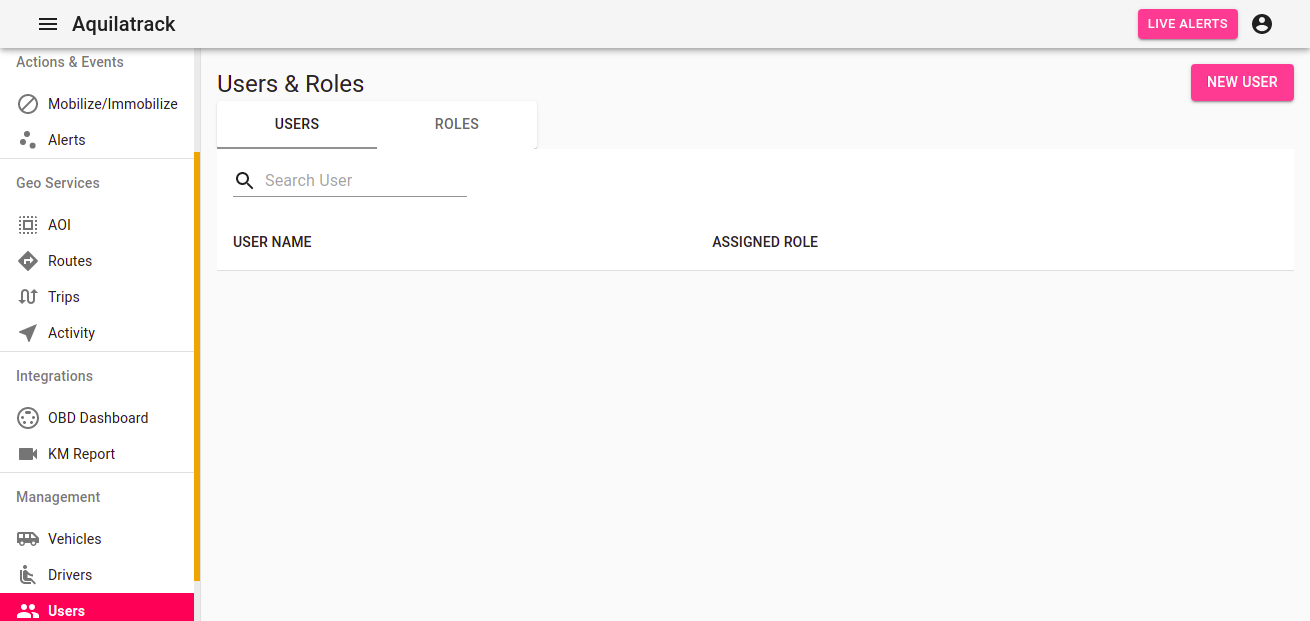 Aquilatrack
LIVE ALERTS
Actions & Events
Mobilize/Immobilize
Alerts
Geo Services
AOI
Routes
Trips
Activity
Integrations
OBD Dashboard
KM Report
Management
Vehicles
Drivers
Users
Users & Roles
NEW USER
USERS
ROLES
Search User
USER NAME
ASSIGNED ROLE